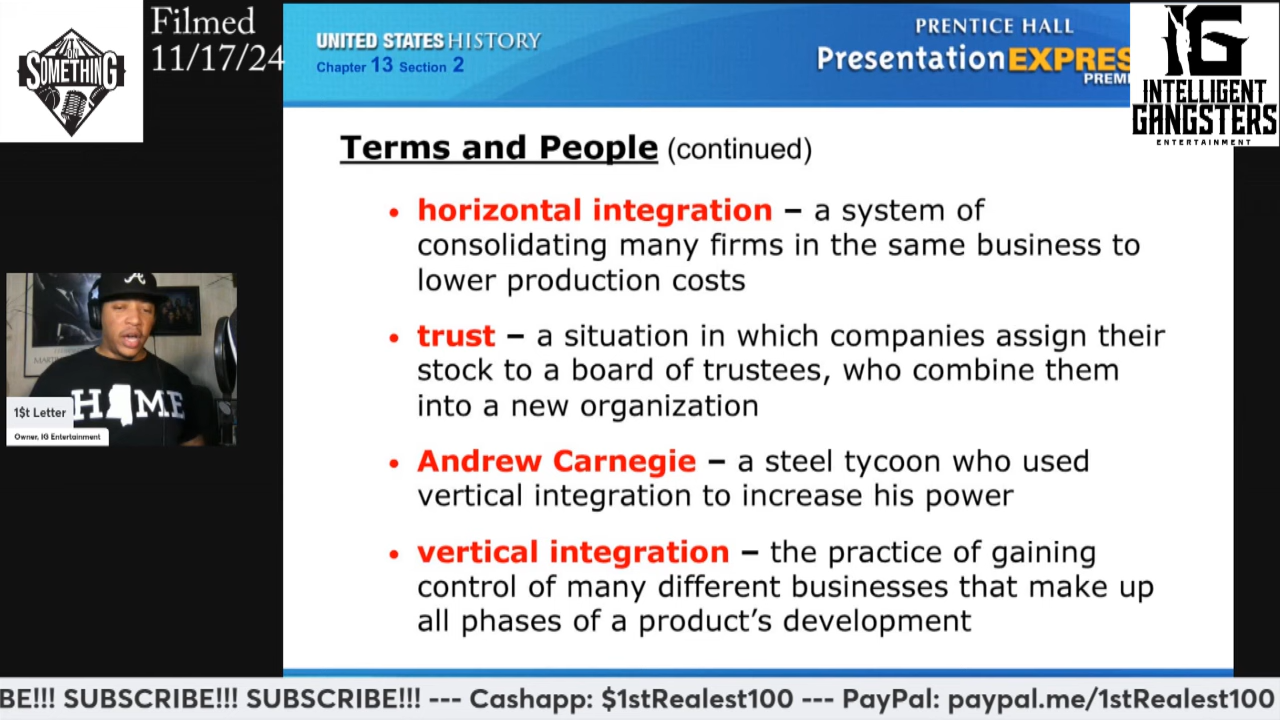 I ON
SOMETHING
Filmed
11/17/24
UNITED STATES HISTORY
Chapter 13 Section 2
PRENTICE HALL
PresentationEXPRES
PREM
IG
INTELLIGENT
GANGSTERS
ENTERTAINMENT
Terms and People (continued)
• horizontal integration – a system of
consolidating many firms in the same business to
lower production costs
• trust – a situation in which companies assign their
stock to a board of trustees, who combine them
into a new organization
• Andrew Carnegie – a steel tycoon who used
vertical integration to increase his power
• vertical integration – the practice of gaining
control of many different businesses that make up
all phases of a product's development
A
MART
H ME
1$t Letter
Owner, IG Entertainment
BE!!! SUBSCRIBE!!! SUBSCRIBE!!! --- Cashapp: $1stRealest100 --- PayPal: paypal.me/1stRealest100